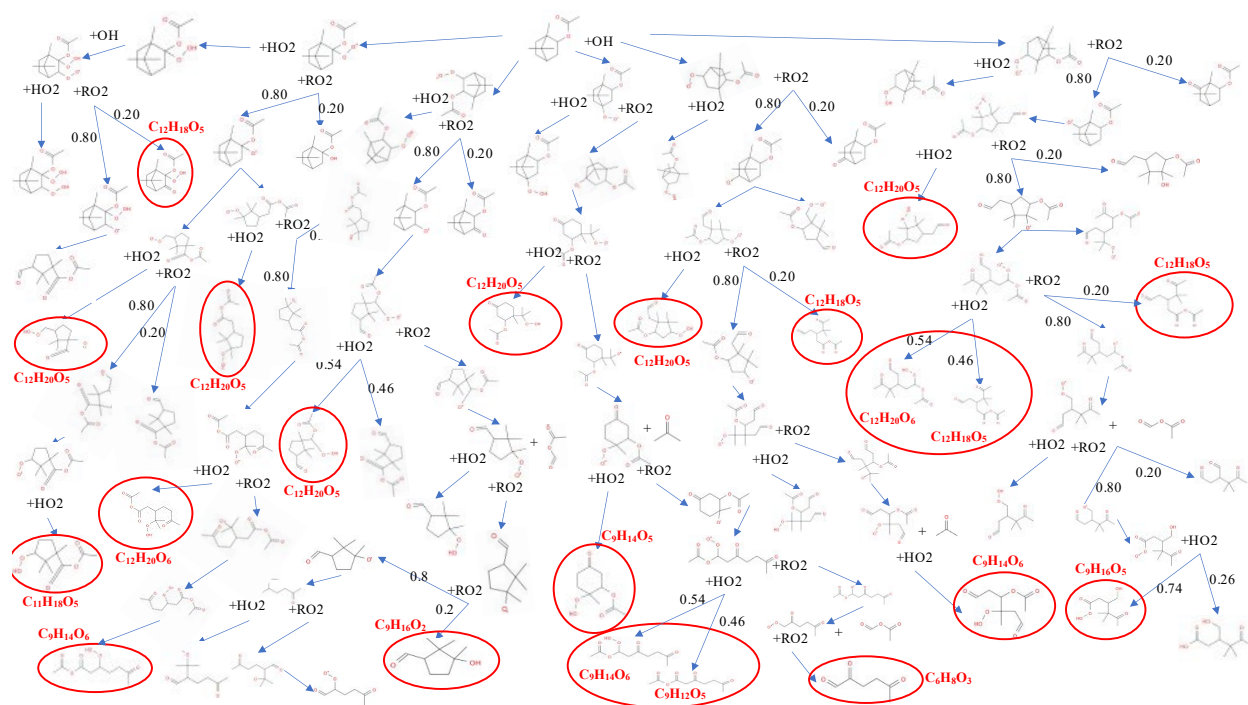 +OH
+HO2
+OH
+RO2
+HO2
+RO2
0.20
0.80
+HO2
+RO2
+HO2
+RO2
+HO2
+RO2
0.80
0.20
+HO2
+RO2
+HO2
0.80
0.20
0.80
0.20
C12H18O5
0.80
0.20
+HO2
+RO2
0.20
0.80
C12H20O5
+RO2
+HO2
+HO2
+RO2
0.80
+HO2
+RO2
+HO2
+RO2
0.80
0.20
C12H20O5
C12H18O5
C12H18O5
+HO2
+RO2
0.20
0.80
0.80
0.20
+RO2
+HO2
0.54
0.46
C12H20O5
C12H20O5
C12H20O5
0.54
0.46
C12H20O6
C12H18O5
C12H20O5
+HO2
+RO2
C12H20O6
+HO2
C11H18O5
+
+HO2
+RO2
+
+HO2
+RO2
C9H14O5
+RO2
+HO2
+
+HO2
+
+HO2
+RO2
0.20
0.80
C9H14O6
C9H16O5
+HO2
0.74
0.26
+HO2
+RO2
0.8
+RO2
0.2
C9H16O2
C9H14O6
+HO2
+RO2
0.54
0.46
C9H14O6
C9H12O5
+RO2
+
C6H8O3